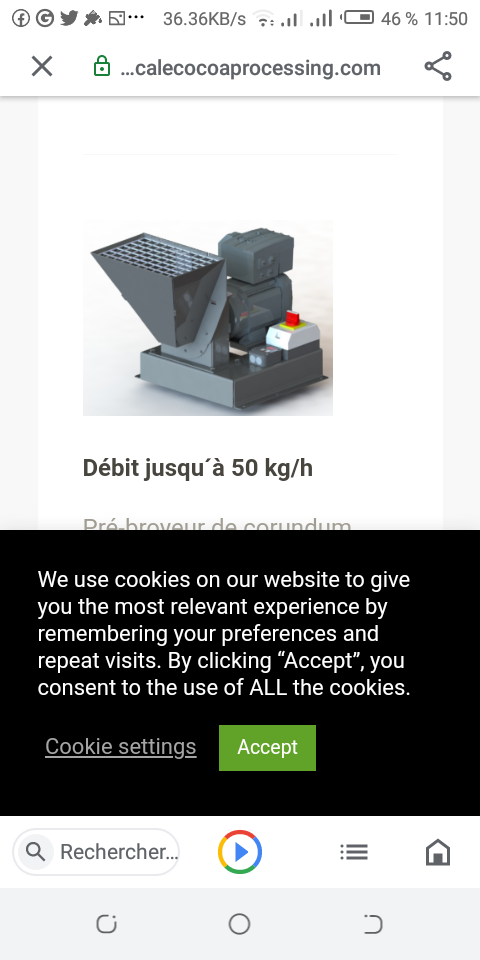 36.36KB/s 46 % 11:50
...calecocoaprocessing.com
Débit jusqu´à 50 kg/h
Pré-broyeur de corundum
We use cookies on our website to give
you the most relevant experience by
remembering your preferences and
repeat visits. By clicking “Accept”, you
consent to the use of ALL the cookies.
Cookie settings
Accept
Rechercher...